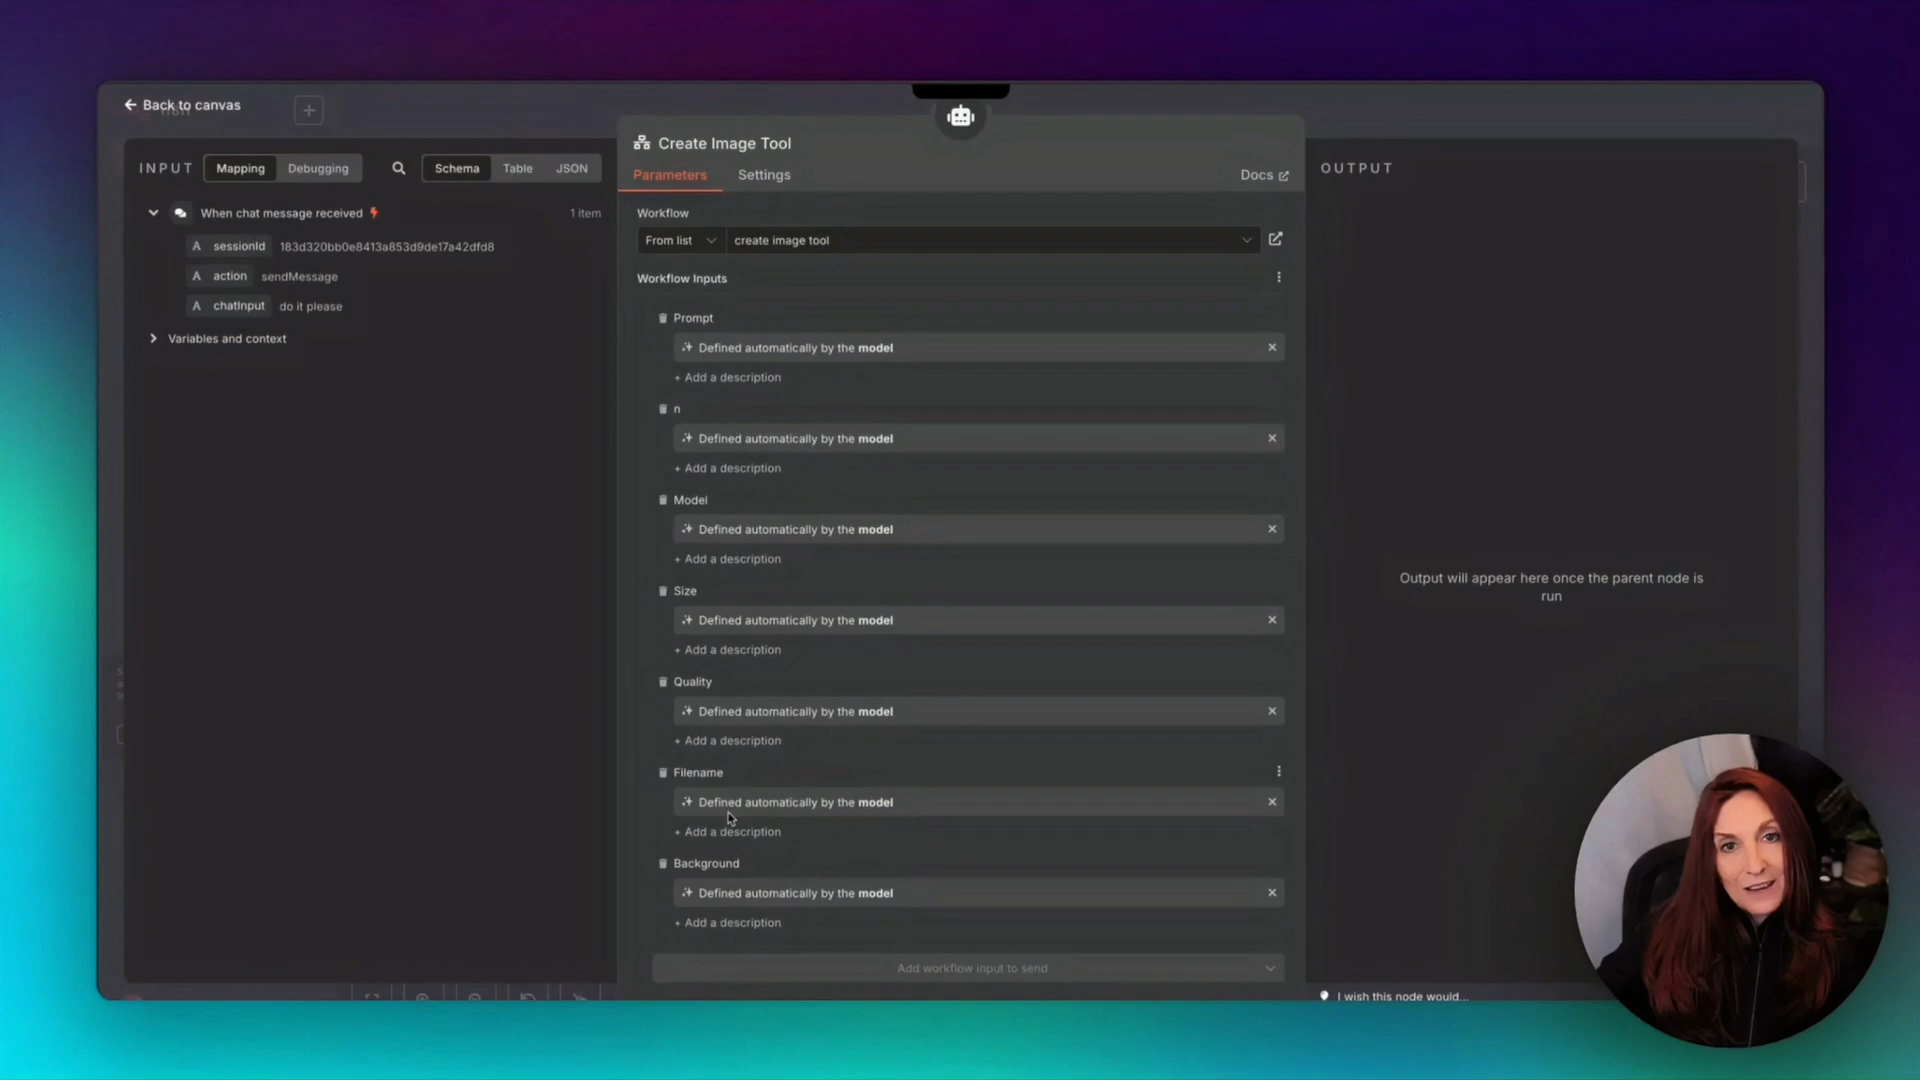 Back to canvas
n8n
INPUT
Mapping
Debugging
Schema
Table
JSON
When chat message received
1 item
A sessionId 183d320bb0e8413a853d9de17a42dfd8
A action sendMessage
A chatInput do it please
Variables and context
Create Image Tool
Parameters
Settings
Docs
Workflow
From list
create image tool
Workflow Inputs
Prompt
Defined automatically by the model
+ Add a description
n
Defined automatically by the model
+ Add a description
Model
Defined automatically by the model
+ Add a description
Size
Defined automatically by the model
+ Add a description
Quality
Defined automatically by the model
+ Add a description
Filename
Defined automatically by the model
+ Add a description
Background
Defined automatically by the model
+ Add a description
Add workflow input to send
OUTPUT
Output will appear here once the parent node is
run
I wish this node would...